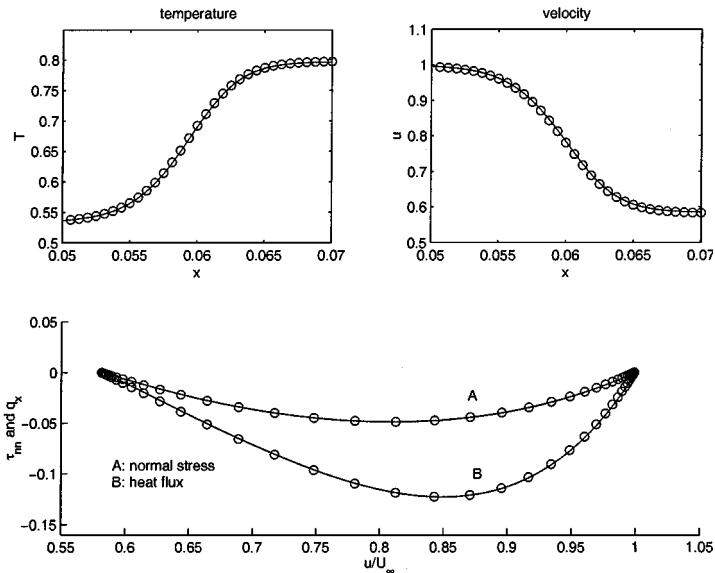 temperature
0.8
0.75
0.7
0.65
0.6
0.55
0.5
T
0.05 0.055 0.06 0.065 0.07
x
velocity
1.1
1
0.9
0.8
0.7
0.6
0.5
u
0.05 0.055 0.06 0.065 0.07
x
0.05
0
−0.05
−0.1
−0.15
τnn and qx
A
B
A: normal stress
B: heat flux
0.55 0.6 0.65 0.7 0.75 0.8 0.85 0.9 0.95 1 1.05
u/U∞